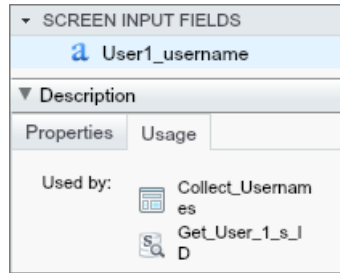 SCREEN INPUT FIELDS
a User1_username
Description
Properties Usage
Used by: Collect_Usernam
es
Get_User_1_s_I
D